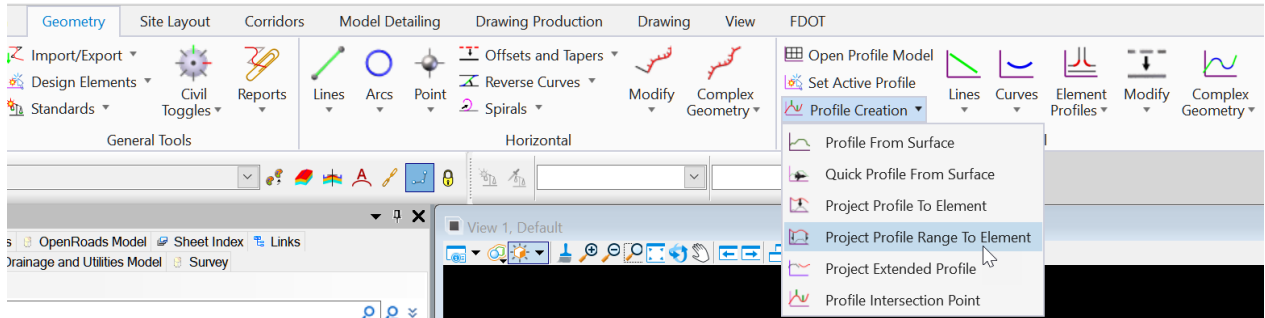 Geometry Site Layout Corridors Model Detailing Drawing Production Drawing View FDOT
Import/Export
Design Elements
Standards
Civil
Toggles
Reports
General Tools
Lines
Arcs
Point
Offsets and Tapers
Reverse Curves
Spirals
Modify
Complex
Geometry
Horizontal
Open Profile Model
Set Active Profile
Profile Creation
Lines
Curves
Element
Profiles
Modify
Complex
Geometry
Profile From Surface
Quick Profile From Surface
Project Profile To Element
Project Profile Range To Element
Project Extended Profile
Profile Intersection Point
OpenRoads Model Sheet Index Links
Drainage and Utilities Model Survey
View 1, Default